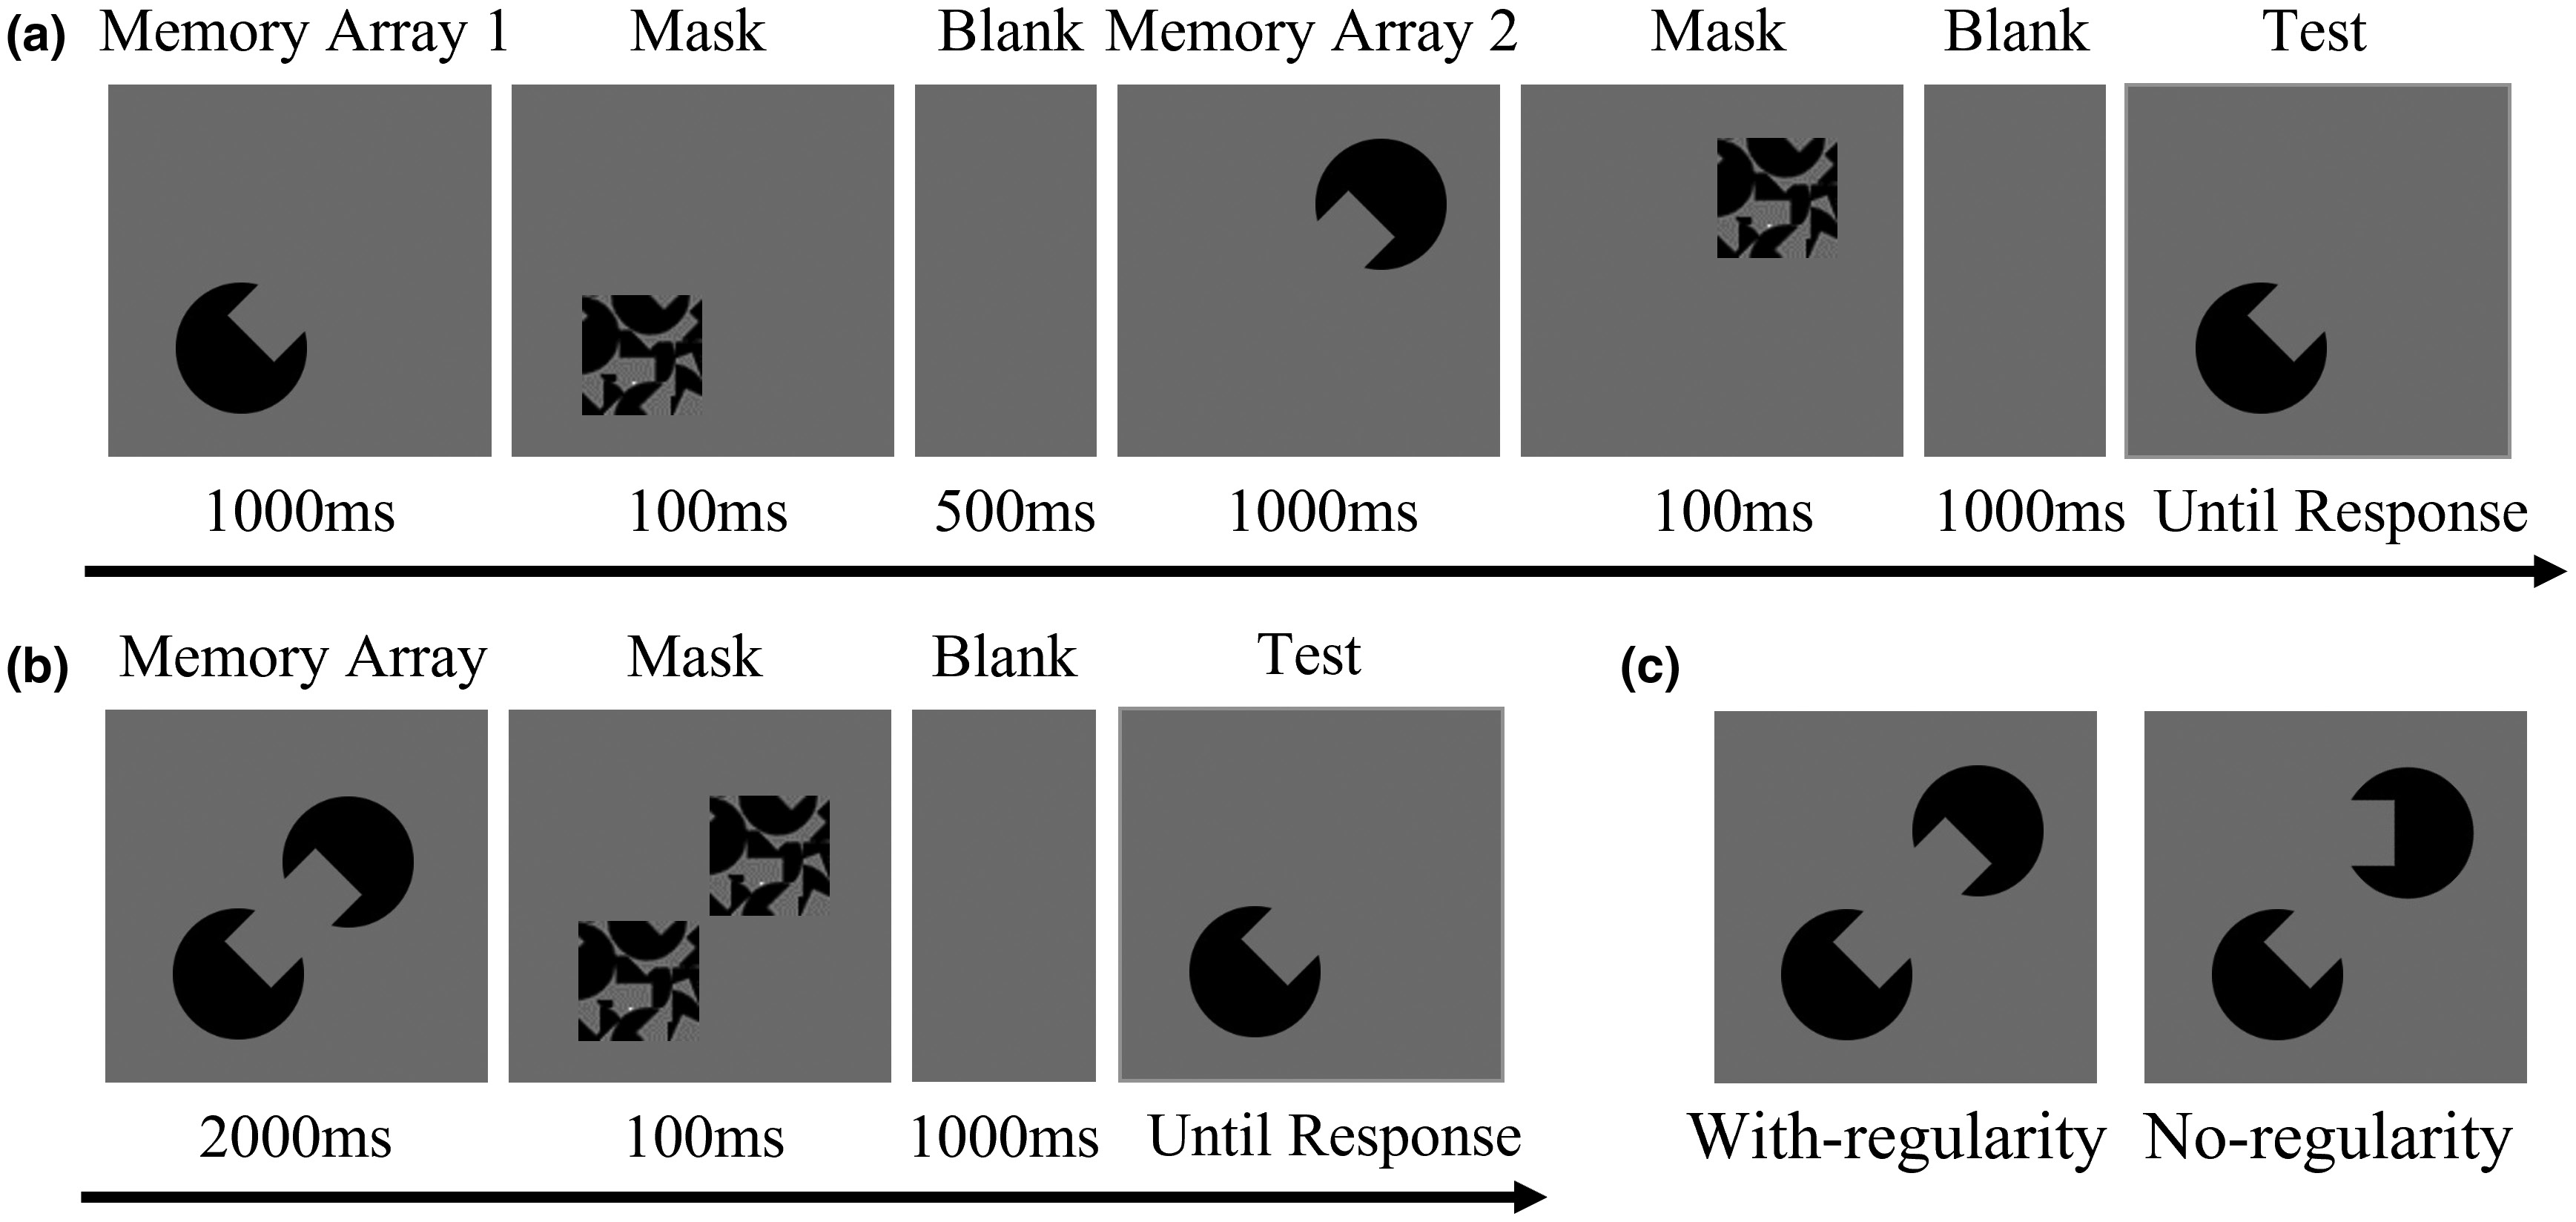 (a) Memory Array 1 Mask Blank Memory Array 2 Mask Blank Test
1000ms 100ms 500ms 1000ms 100ms 1000ms Until Response
(b) Memory Array Mask Blank Test
2000ms 100ms 1000ms Until Response
(c)
With-regularity No-regularity